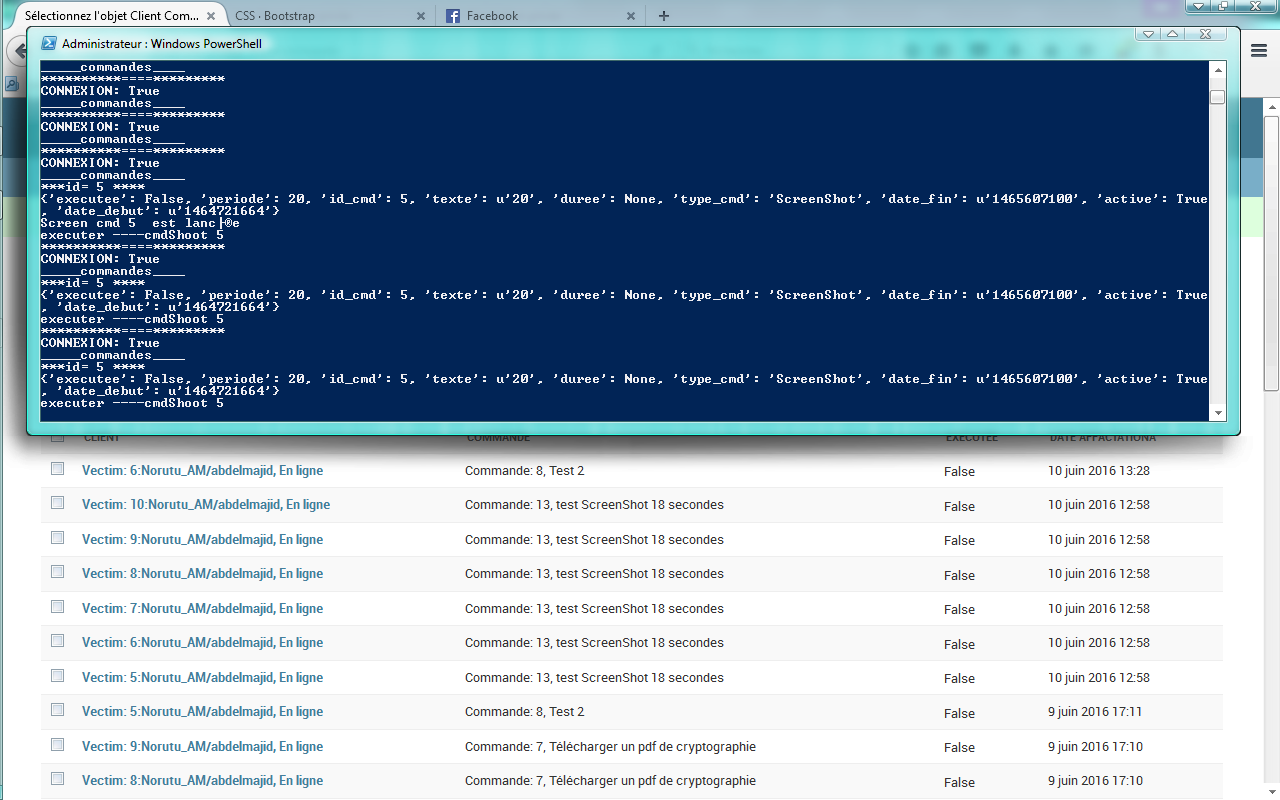 Sélectionnez l'objet Client Com...
CSS · Bootstrap
Facebook
Administrateur : Windows PowerShell
_____commandes____
**********====*********
CONNEXION: True
_____commandes____
**********====*********
CONNEXION: True
_____commandes____
**********====*********
CONNEXION: True
_____commandes____
***id= 5 ****
{'executee': False, 'periode': 20, 'id_cmd': 5, 'texte': u'20', 'duree': None, 'type_cmd': 'ScreenShot', 'date_fin': u'1465607100', 'active': True
, 'date_debut': u'1464721664'}
Screen cmd 5  est lanc├®e
executer ----cmdShoot 5
**********====*********
CONNEXION: True
_____commandes____
***id= 5 ****
{'executee': False, 'periode': 20, 'id_cmd': 5, 'texte': u'20', 'duree': None, 'type_cmd': 'ScreenShot', 'date_fin': u'1465607100', 'active': True
, 'date_debut': u'1464721664'}
executer ----cmdShoot 5
**********====*********
CONNEXION: True
_____commandes____
***id= 5 ****
{'executee': False, 'periode': 20, 'id_cmd': 5, 'texte': u'20', 'duree': None, 'type_cmd': 'ScreenShot', 'date_fin': u'1465607100', 'active': True
, 'date_debut': u'1464721664'}
executer ----cmdShoot 5
CLIENT COMMANDE EXECUTEE DATE AFFACTATIONA
Vectim: 6:Norutu_AM/abdelmajid, En ligne Commande: 8, Test 2 False 10 juin 2016 13:28
Vectim: 10:Norutu_AM/abdelmajid, En ligne Commande: 13, test ScreenShot 18 secondes False 10 juin 2016 12:58
Vectim: 9:Norutu_AM/abdelmajid, En ligne Commande: 13, test ScreenShot 18 secondes False 10 juin 2016 12:58
Vectim: 8:Norutu_AM/abdelmajid, En ligne Commande: 13, test ScreenShot 18 secondes False 10 juin 2016 12:58
Vectim: 7:Norutu_AM/abdelmajid, En ligne Commande: 13, test ScreenShot 18 secondes False 10 juin 2016 12:58
Vectim: 6:Norutu_AM/abdelmajid, En ligne Commande: 13, test ScreenShot 18 secondes False 10 juin 2016 12:58
Vectim: 5:Norutu_AM/abdelmajid, En ligne Commande: 13, test ScreenShot 18 secondes False 10 juin 2016 12:58
Vectim: 5:Norutu_AM/abdelmajid, En ligne Commande: 8, Test 2 False 9 juin 2016 17:11
Vectim: 9:Norutu_AM/abdelmajid, En ligne Commande: 7, Télécharger un pdf de cryptographie False 9 juin 2016 17:10
Vectim: 8:Norutu_AM/abdelmajid, En ligne Commande: 7, Télécharger un pdf de cryptographie False 9 juin 2016 17:10